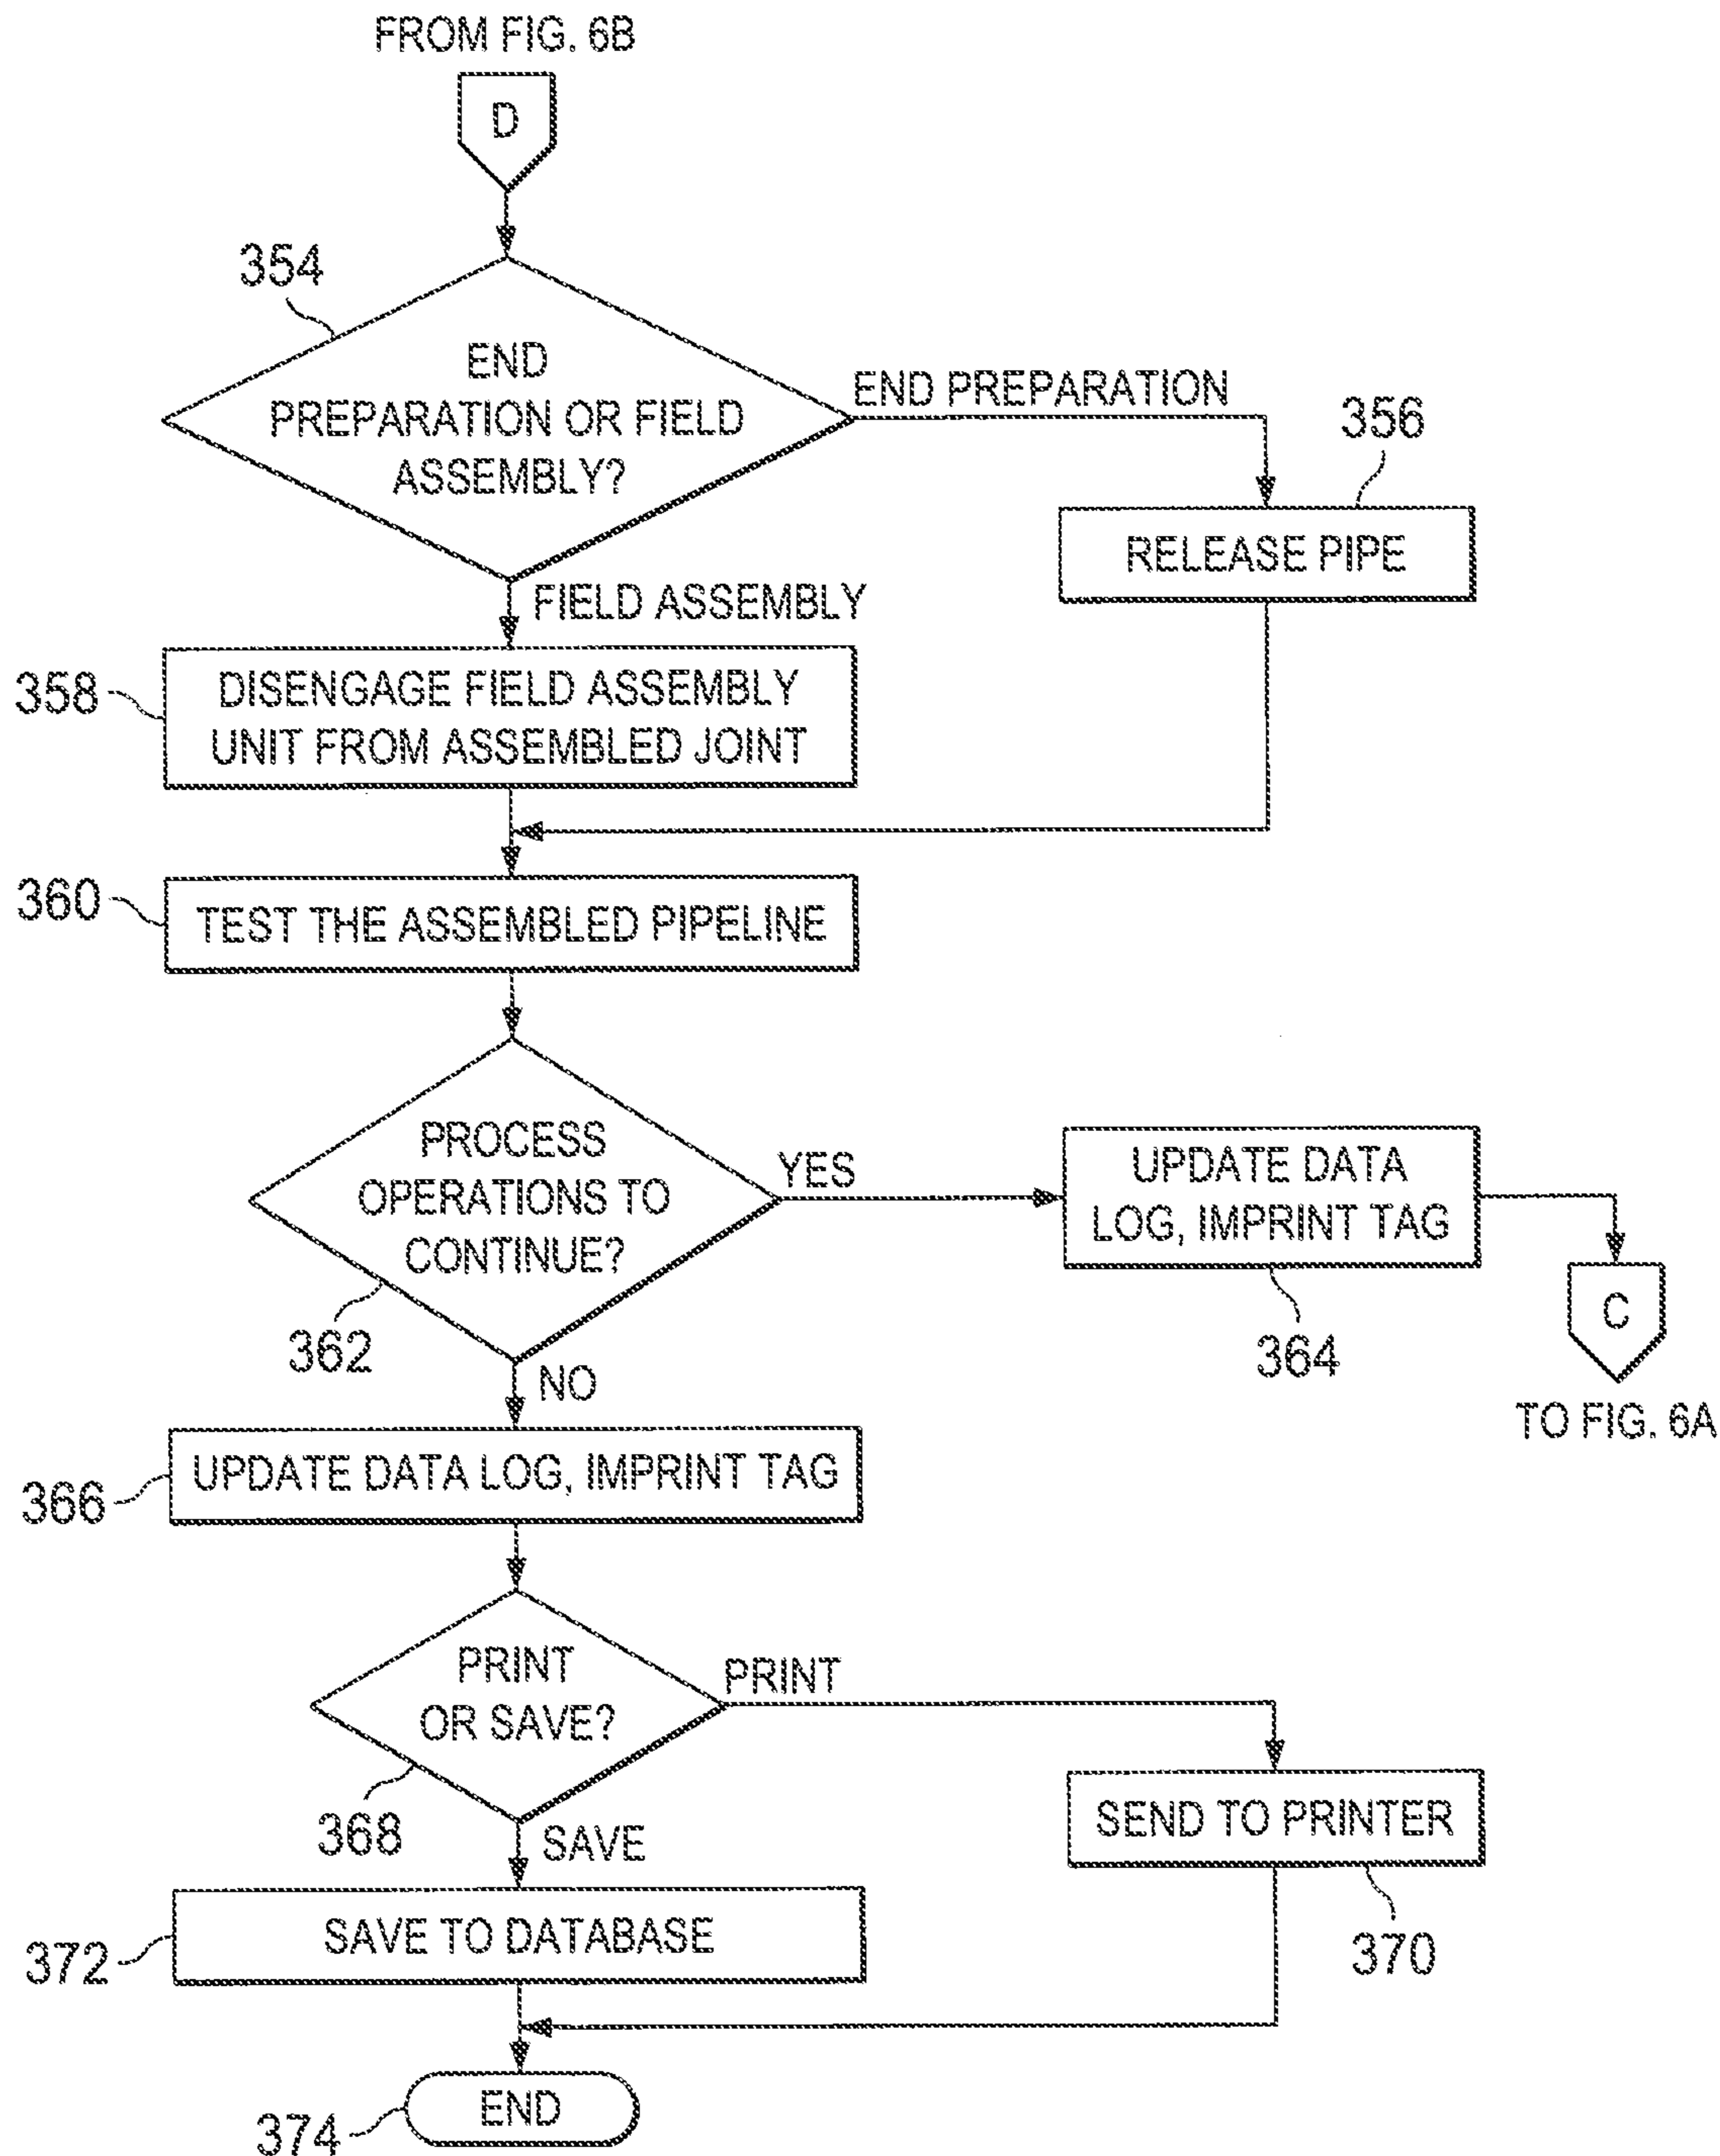 FROM FIG. 6B
D
354
END
PREPARATION OR FIELD
ASSEMBLY?
END PREPARATION
356
RELEASE PIPE
FIELD ASSEMBLY
358
DISENGAGE FIELD ASSEMBLY
UNIT FROM ASSEMBLED JOINT
360
TEST THE ASSEMBLED PIPELINE
PROCESS
OPERATIONS TO
CONTINUE?
362
YES
UPDATE DATA
LOG, IMPRINT TAG
364
C
TO FIG. 6A
NO
366
UPDATE DATA LOG, IMPRINT TAG
PRINT
OR SAVE?
368
PRINT
SEND TO PRINTER
370
SAVE
372
SAVE TO DATABASE
374
END